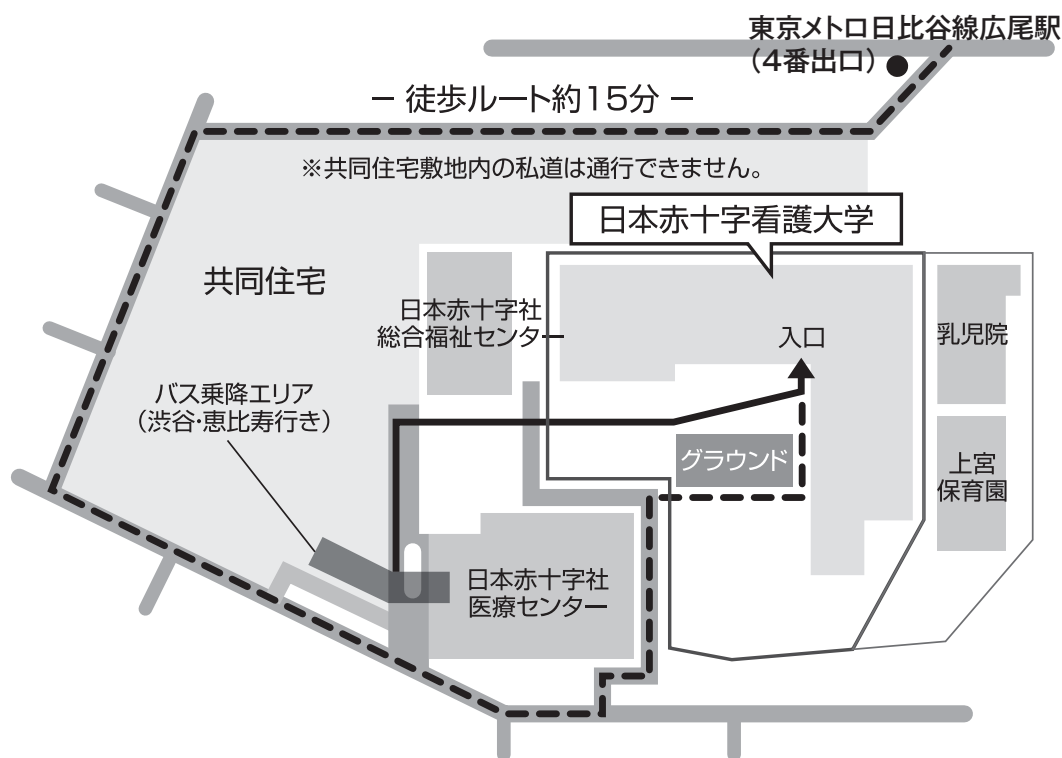 東京メトロ日比谷線広尾駅
（4番出口）
− 徒歩ルート約15分 −
※共同住宅敷地内の私道は通行できません。
日本赤十字看護大学
共同住宅
日本赤十字社
総合福祉センター
入口
乳児院
バス乗降エリア
（渋谷・恵比寿行き）
グラウンド
上宮
保育園
日本赤十字社
医療センター